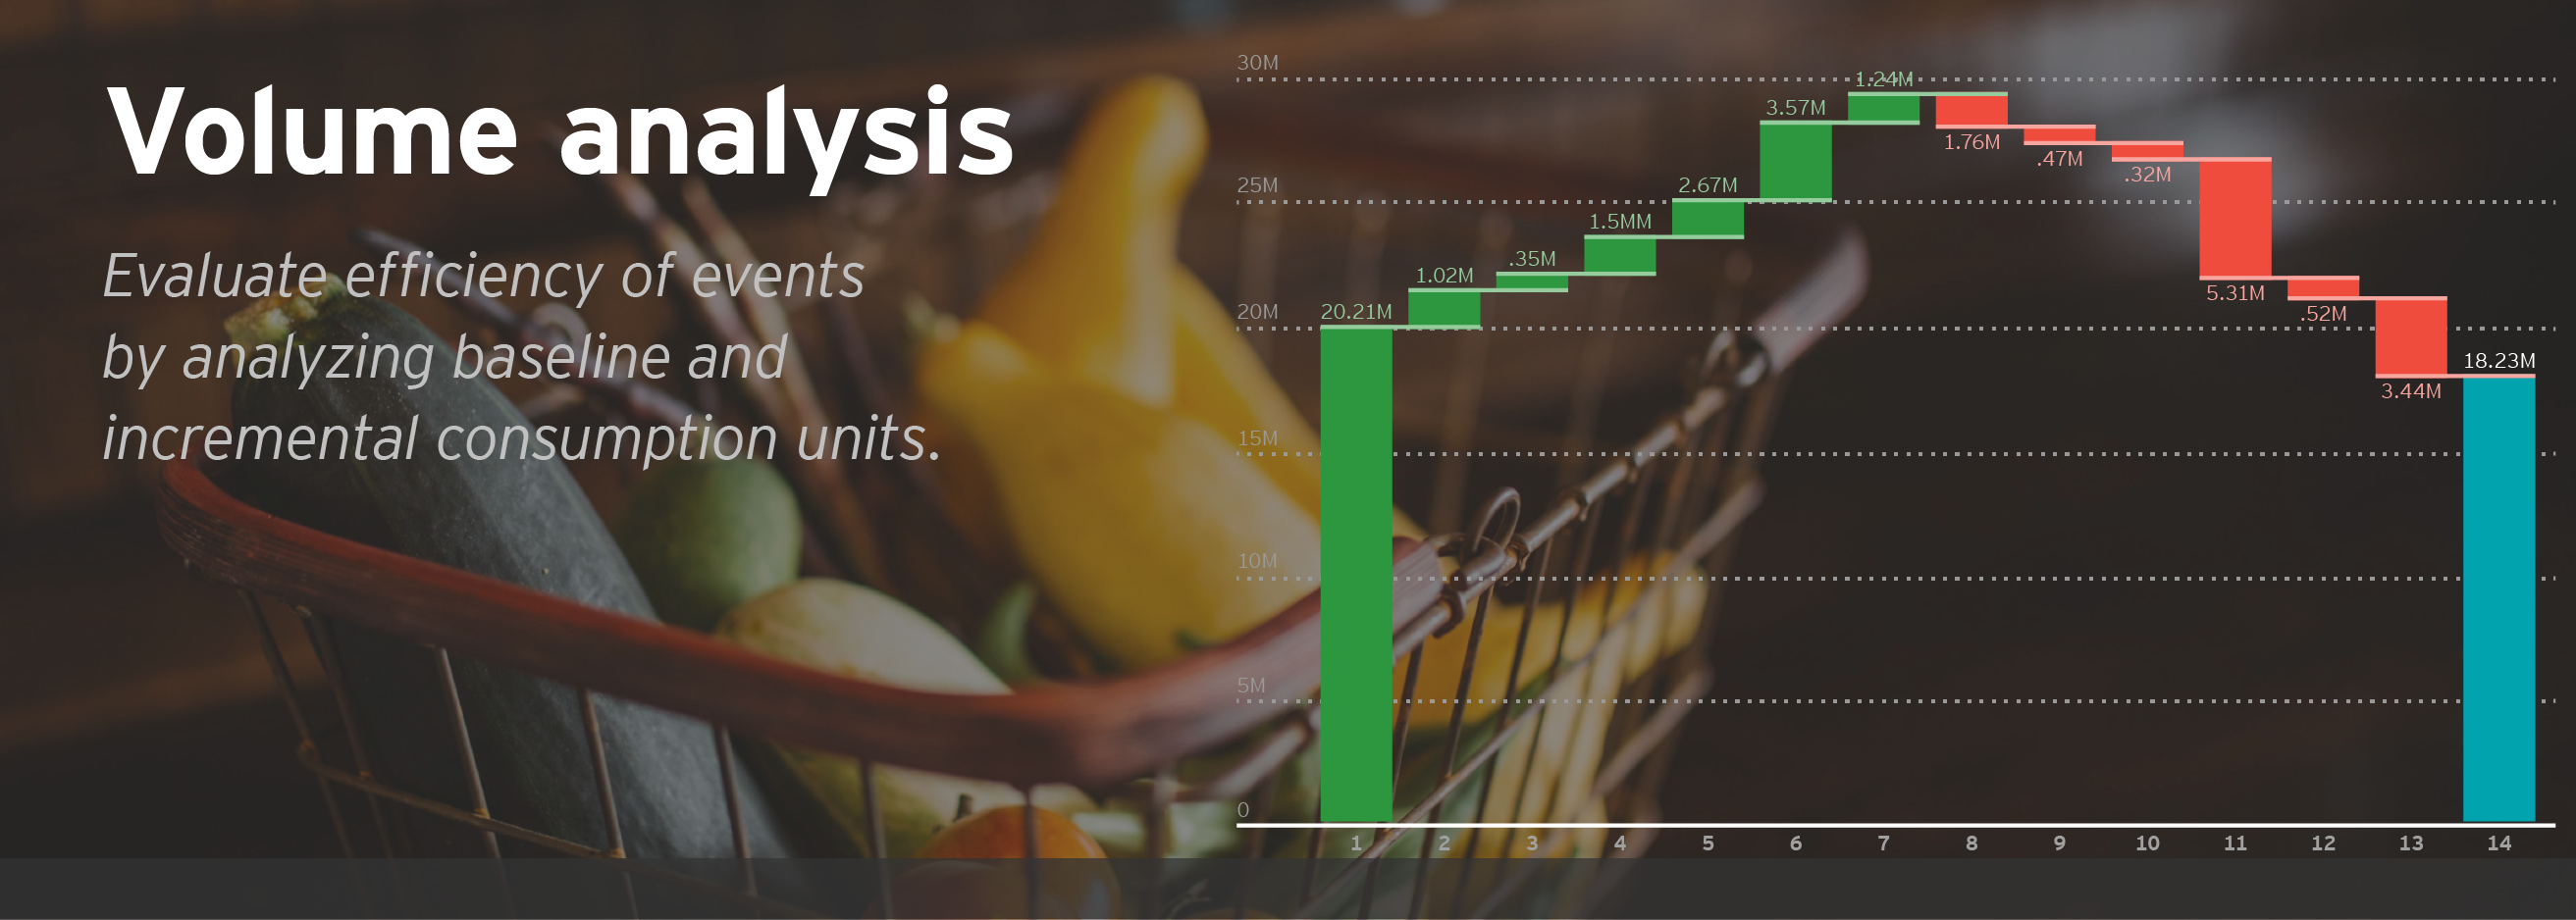 Volume analysis
Evaluate efficiency of events
by analyzing baseline and
incremental consumption units.
30M
25M
20M
15M
10M
5M
0
20.21M
1.02M
.35M
1.5MM
2.67M
3.57M
1.24M
1.76M
.47M
.32M
5.31M
.52M
3.44M
18.23M
1 2 3 4 5 6 7 8 9 10 11 12 13 14